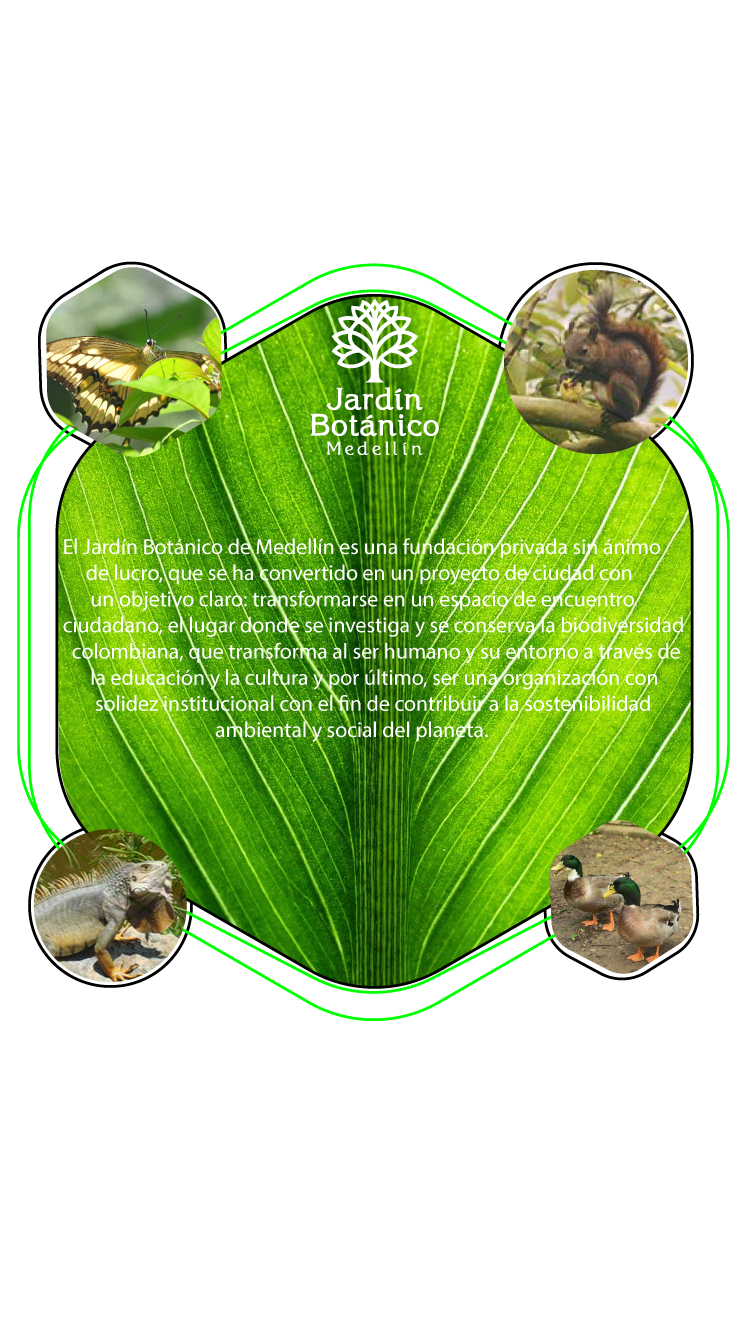 Jardín
Botánico
Medellín
El Jardín Botánico de Medellín es una fundación privada sin ánimo
de lucro, que se ha convertido en un proyecto de ciudad con
un objetivo claro: transformarse en un espacio de encuentro
ciudadano, el lugar donde se investiga y se conserva la biodiversidad
colombiana, que transforma al ser humano y su entorno a través de
la educación y la cultura y por último, ser una organización con
solidez institucional con el fin de contribuir a la sostenibilidad
ambiental y social del planeta.